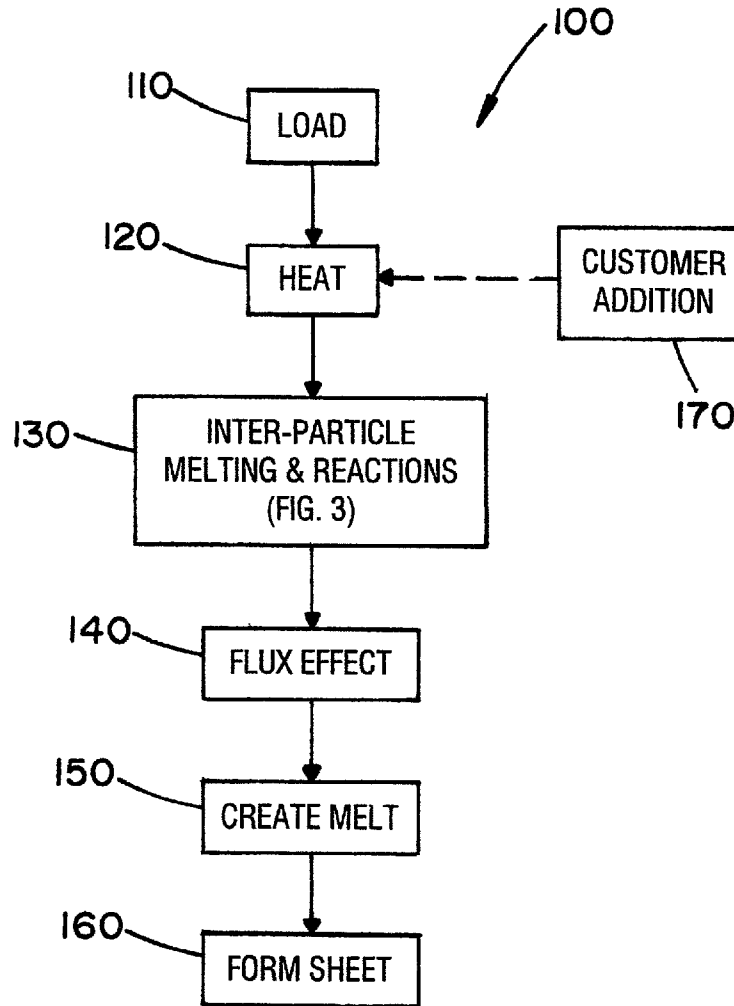 100
110
LOAD
120
HEAT
CUSTOMER
ADDITION
170
130
INTER-PARTICLE
MELTING & REACTIONS
(FIG. 3)
140
FLUX EFFECT
150
CREATE MELT
160
FORM SHEET